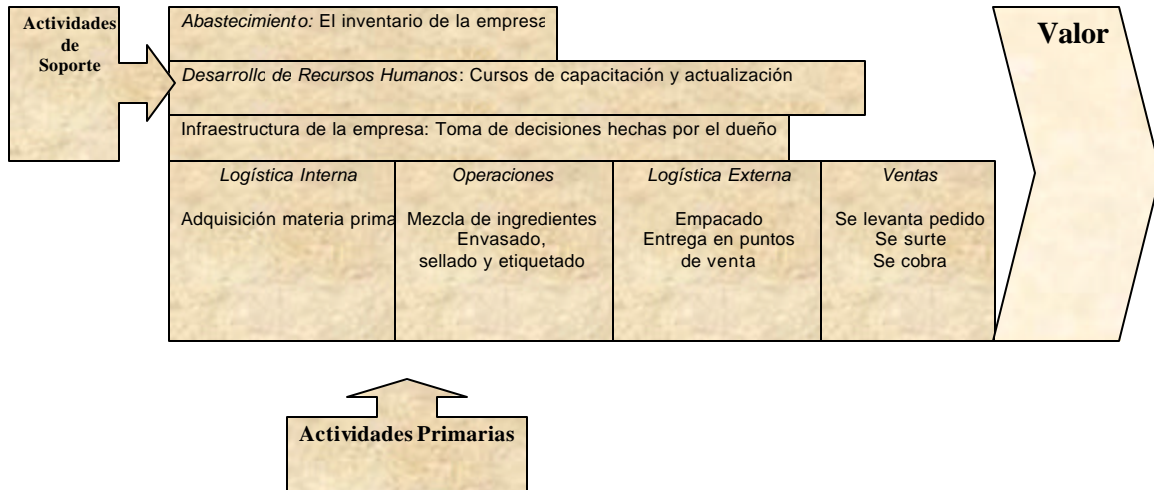 Actividades
de
Soporte
Abastecimiento: El inventario de la empresa
Desarrollo de Recursos Humanos: Cursos de capacitación y actualización
Infraestructura de la empresa: Toma de decisiones hechas por el dueño
Valor
Logística Interna
Adquisición materia prima
Operaciones
Mezcla de ingredientes
Envasado,
sellado y etiquetado
Logística Externa
Empacado
Entrega en puntos
de venta
Ventas
Se levanta pedido
Se surte
Se cobra
Actividades Primarias